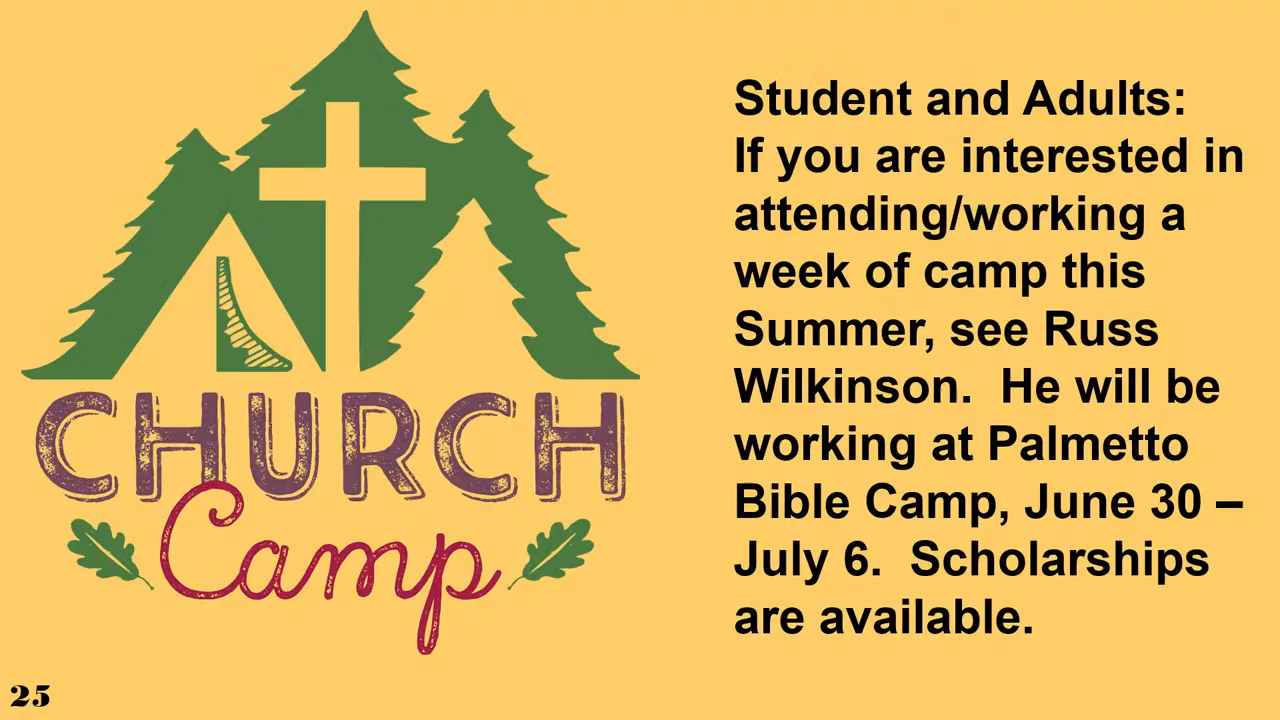 CHURCH
Camp
Student and Adults:
If you are interested in
attending/working a
week of camp this
Summer, see Russ
Wilkinson.  He will be
working at Palmetto
Bible Camp, June 30 –
July 6.  Scholarships
are available.
25